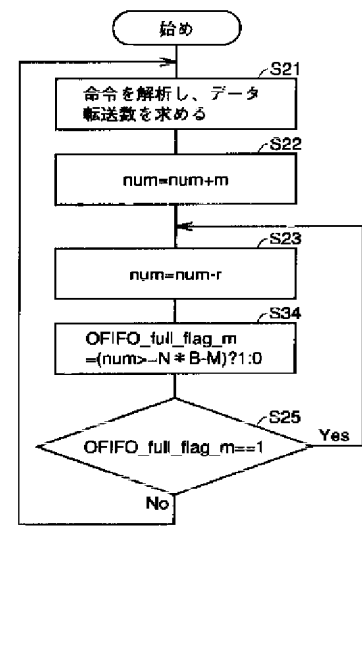 始め
S21
命令を解析し、データ
転送数を求める
S22
num=num+m
S23
num=num-r
S34
OFIFO_full_flag_m
=(num>=N*B-M)?1:0
S25
OFIFO_full_flag_m==1
Yes
No